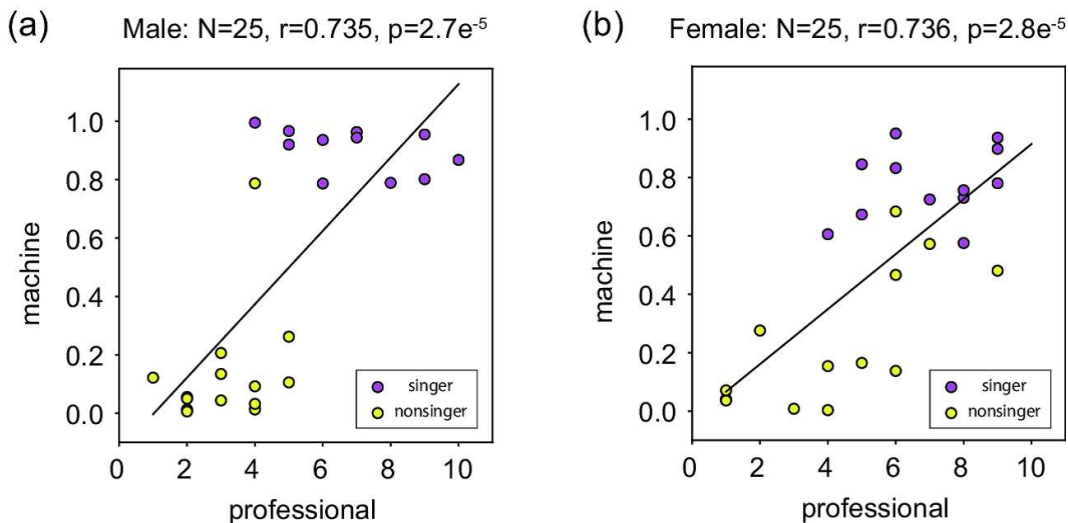 (a) Male: N=25, r=0.735, p=2.7e-5
machine
1.0
0.8
0.6
0.4
0.2
0.0
singer
nonsinger
0 2 4 6 8 10
professional
(b) Female: N=25, r=0.736, p=2.8e-5
machine
1.0
0.8
0.6
0.4
0.2
0.0
singer
nonsinger
0 2 4 6 8 10
professional